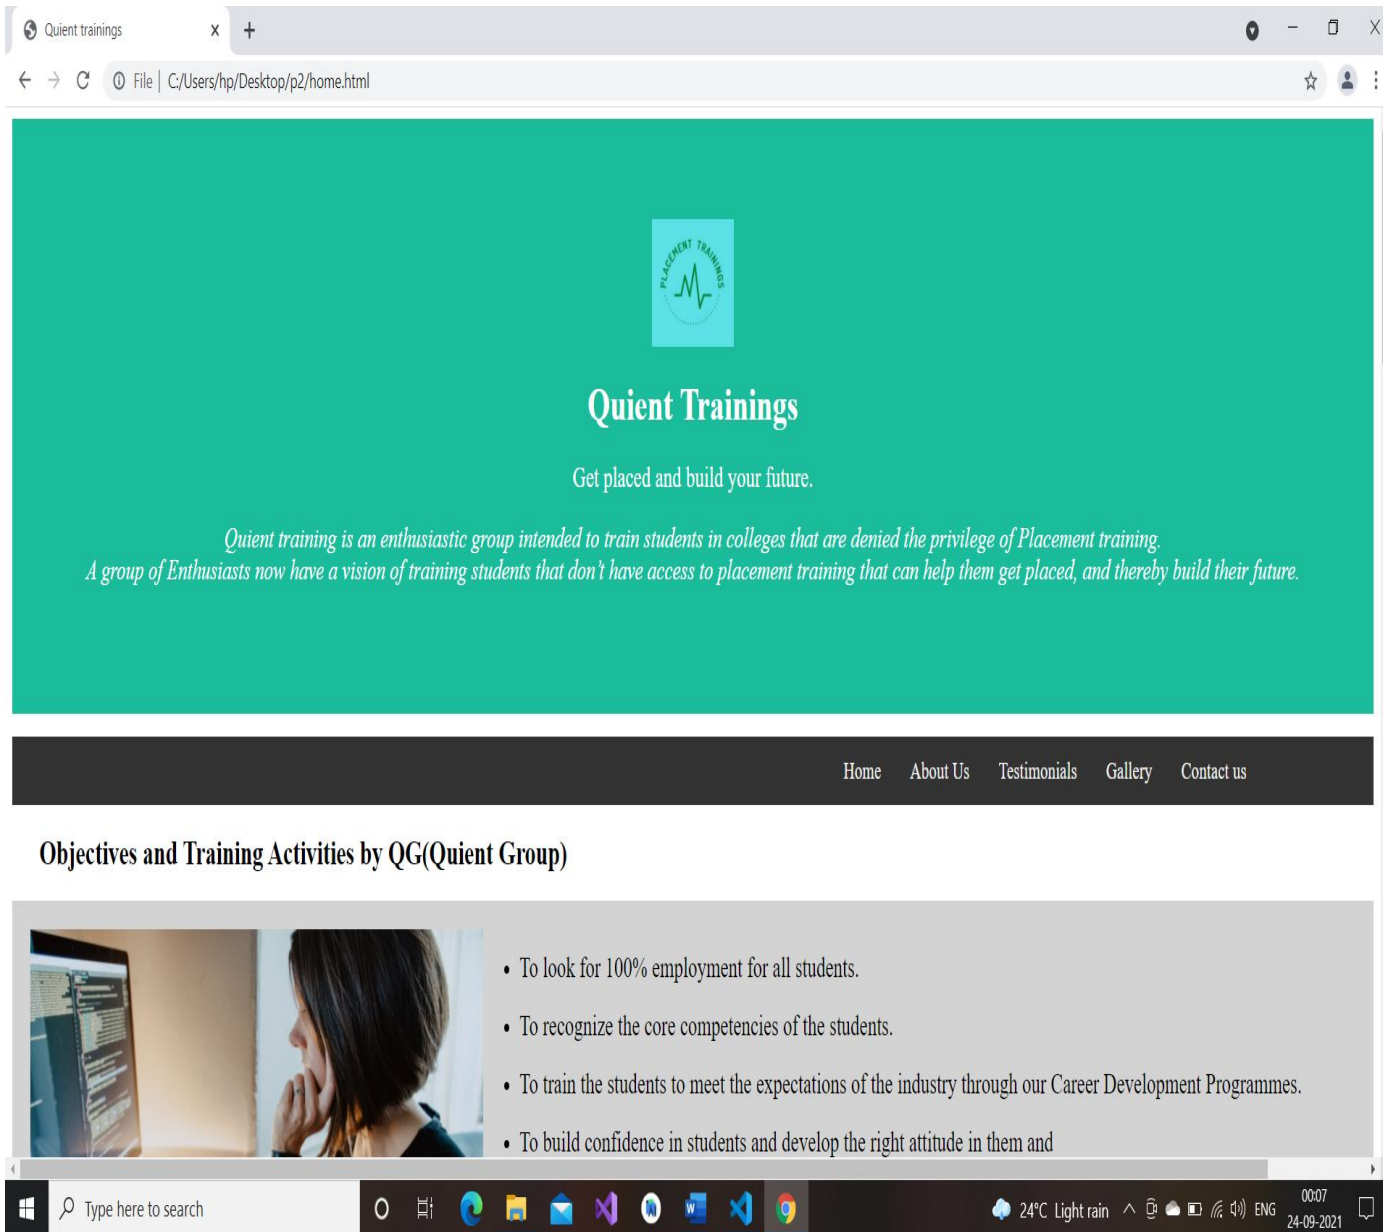 Quient trainings
File | C:/Users/hp/Desktop/p2/home.html
PLACEMENT TRAININGS
Quient Trainings
Get placed and build your future.
Quient training is an enthusiastic group intended to train students in colleges that are denied the privilege of Placement training.
A group of Enthusiasts now have a vision of training students that don't have access to placement training that can help them get placed, and thereby build their future.
Home About Us Testimonials Gallery Contact us
Objectives and Training Activities by QG(Quient Group)
• To look for 100% employment for all students.
• To recognize the core competencies of the students.
• To train the students to meet the expectations of the industry through our Career Development Programmes.
• To build confidence in students and develop the right attitude in them and
Type here to search
24°C Light rain ENG 00:07
24-09-2021